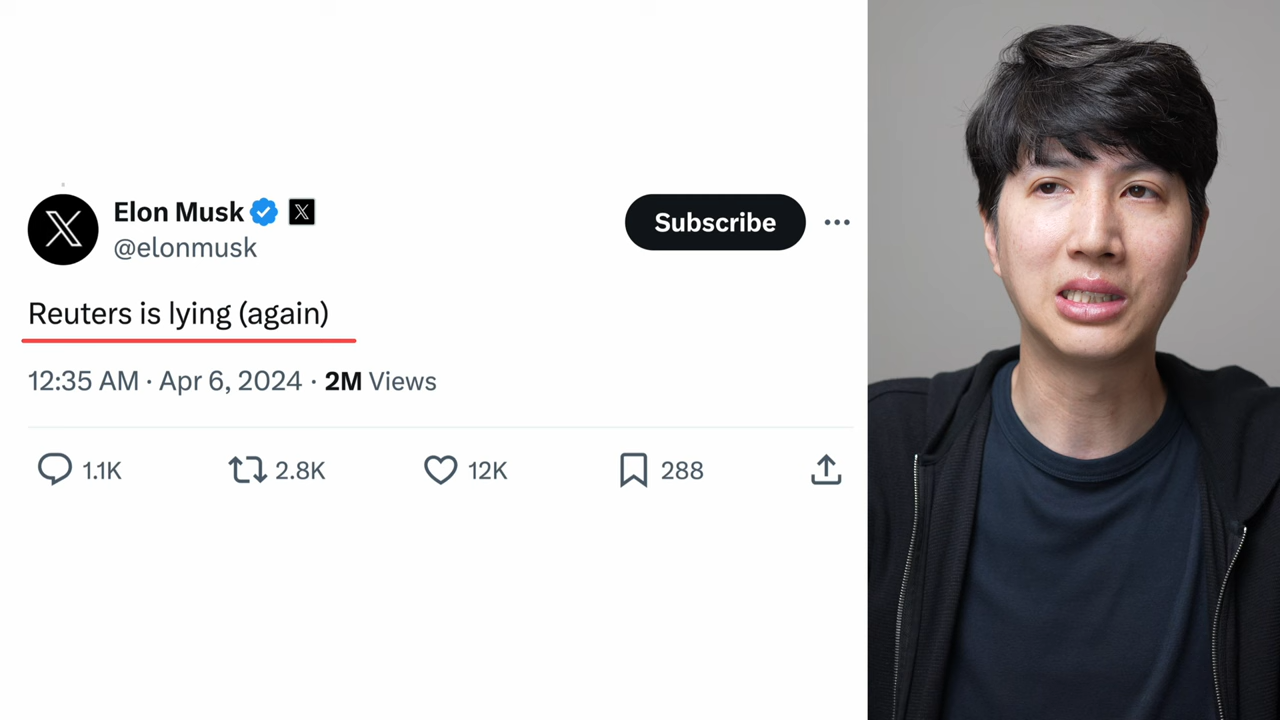 Elon Musk
@elonmusk
Subscribe
Reuters is lying (again)
12:35 AM · Apr 6, 2024 · 2M Views
1.1K 2.8K 12K 288